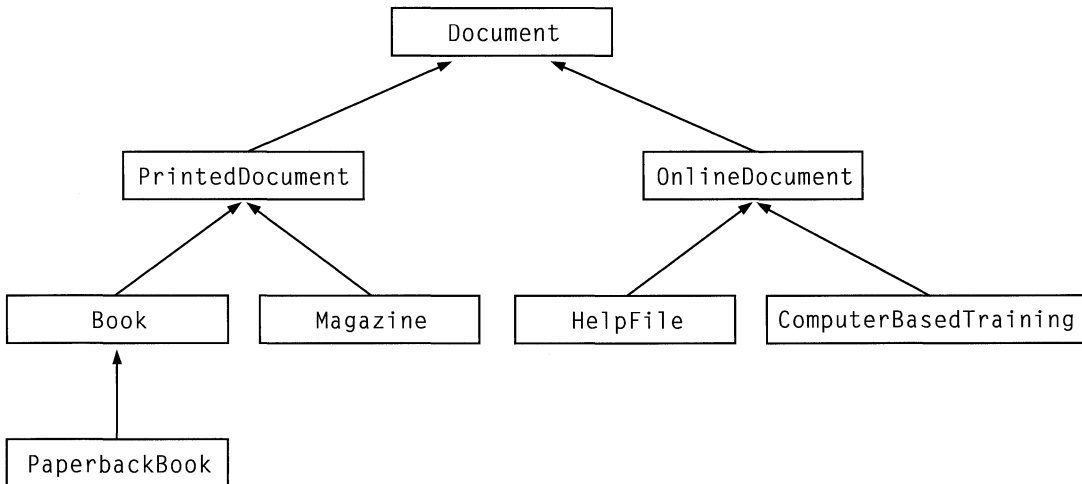 Document
PrintedDocument
OnlineDocument
Book
Magazine
HelpFile
ComputerBasedTraining
PaperbackBook